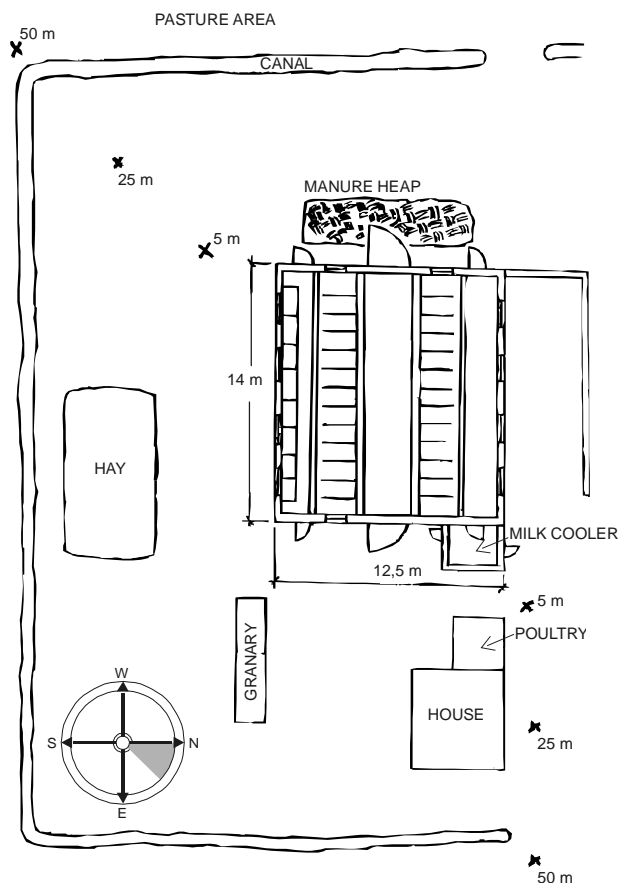 PASTURE AREA
50 m
CANAL
25 m
MANURE HEAP
5 m
14 m
HAY
MILK COOLER
12,5 m
5 m
POULTRY
GRANARY
HOUSE
25 m
W
S
N
E
50 m